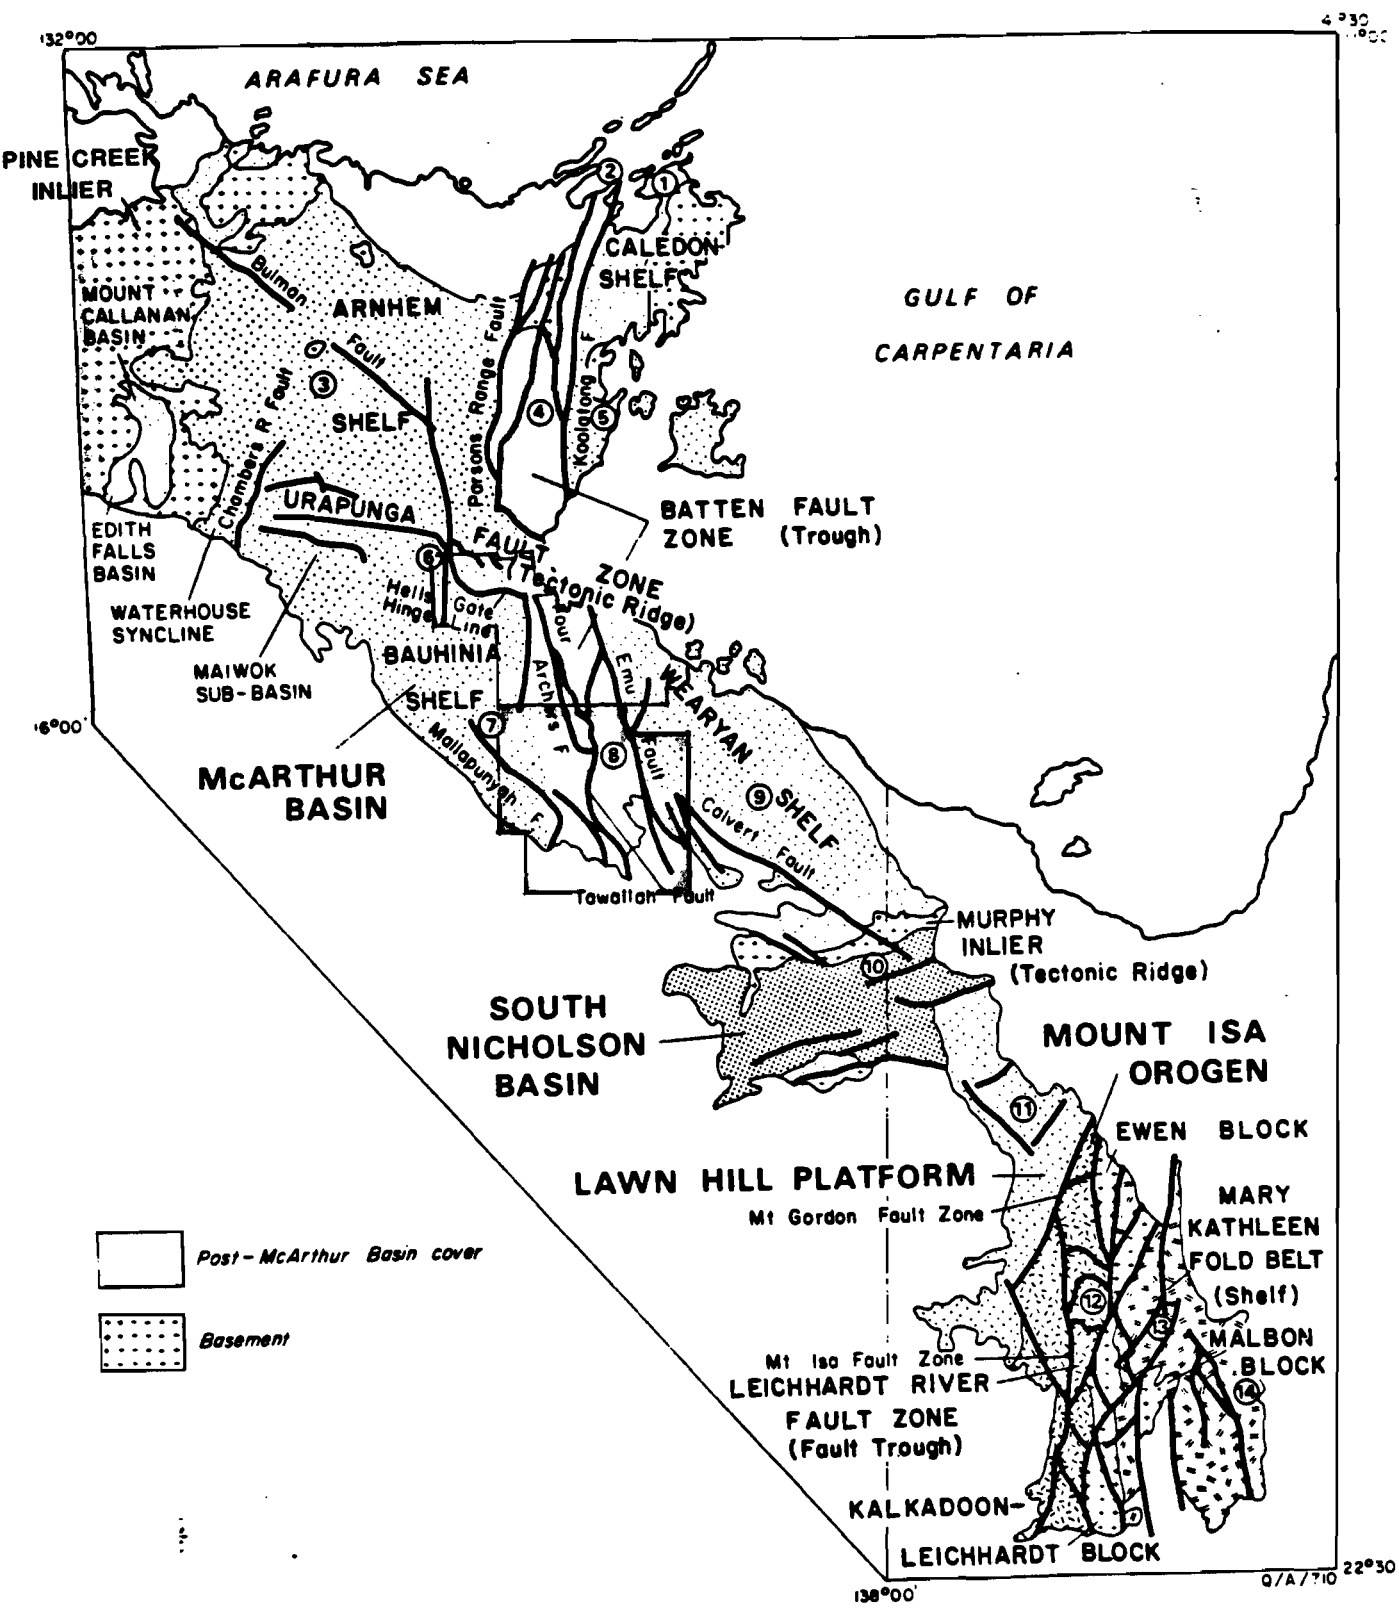 132°00
ARAFURA SEA
PINE CREEK
INLIER
2
1
CALEDON
SHELF
Bulman
MOUNT
CALLANAN
BASIN
ARNHEM
GULF OF
CARPENTARIA
Fault
3
SHELF
Chambers R Fault
Parsons Range Fault
4
Koolatong F
5
URAPUNGA
FAULT
ZONE
(Tectonic Ridge)
BATTEN FAULT
ZONE (Trough)
EDITH
FALLS
BASIN
6
Hells Gate
Hinge Line
WATERHOUSE
SYNCLINE
MAIWOK
SUB-BASIN
BAUHINIA
SHELF
Four
Archers F
Emu
Fault
WEARYAN
SHELF
16°00'
7
Mallapunyah F.
8
9
McARTHUR
BASIN
Calvert Fault
Tawallah Fault
MURPHY
INLIER
(Tectonic Ridge)
10
SOUTH
NICHOLSON
BASIN
MOUNT ISA
OROGEN
11
EWEN BLOCK
LAWN HILL PLATFORM
Mt Gordon Fault Zone
MARY
KATHLEEN
FOLD BELT
(Shelf)
Post-McArthur Basin cover
Basement
12
13
MALBON
BLOCK
14
Mt Isa Fault Zone
LEICHHARDT RIVER
FAULT ZONE
(Fault Trough)
KALKADOON-
LEICHHARDT BLOCK
138°00'
Q/A/710
22°30